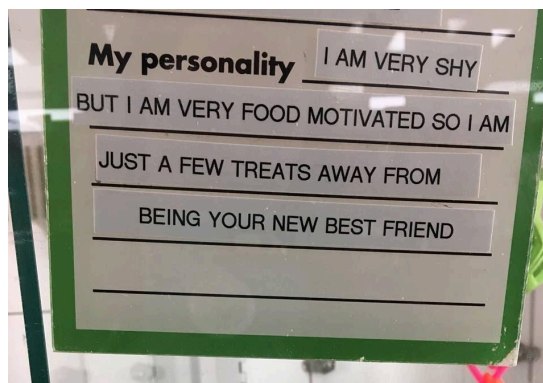 My personality I AM VERY SHY
BUT I AM VERY FOOD MOTIVATED SO I AM
JUST A FEW TREATS AWAY FROM
BEING YOUR NEW BEST FRIEND